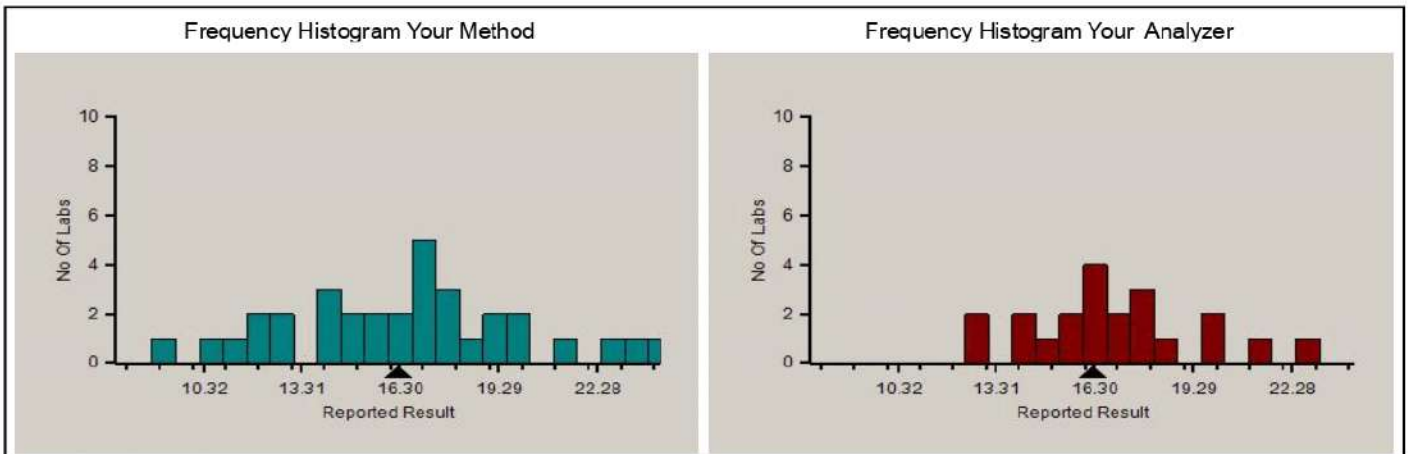 Frequency Histogram Your Method
10
8
6
4
2
0
No Of Labs
10.32 13.31 16.30 19.29 22.28
Reported Result
Frequency Histogram Your Analyzer
10
8
6
4
2
0
No Of Labs
10.32 13.31 16.30 19.29 22.28
Reported Result